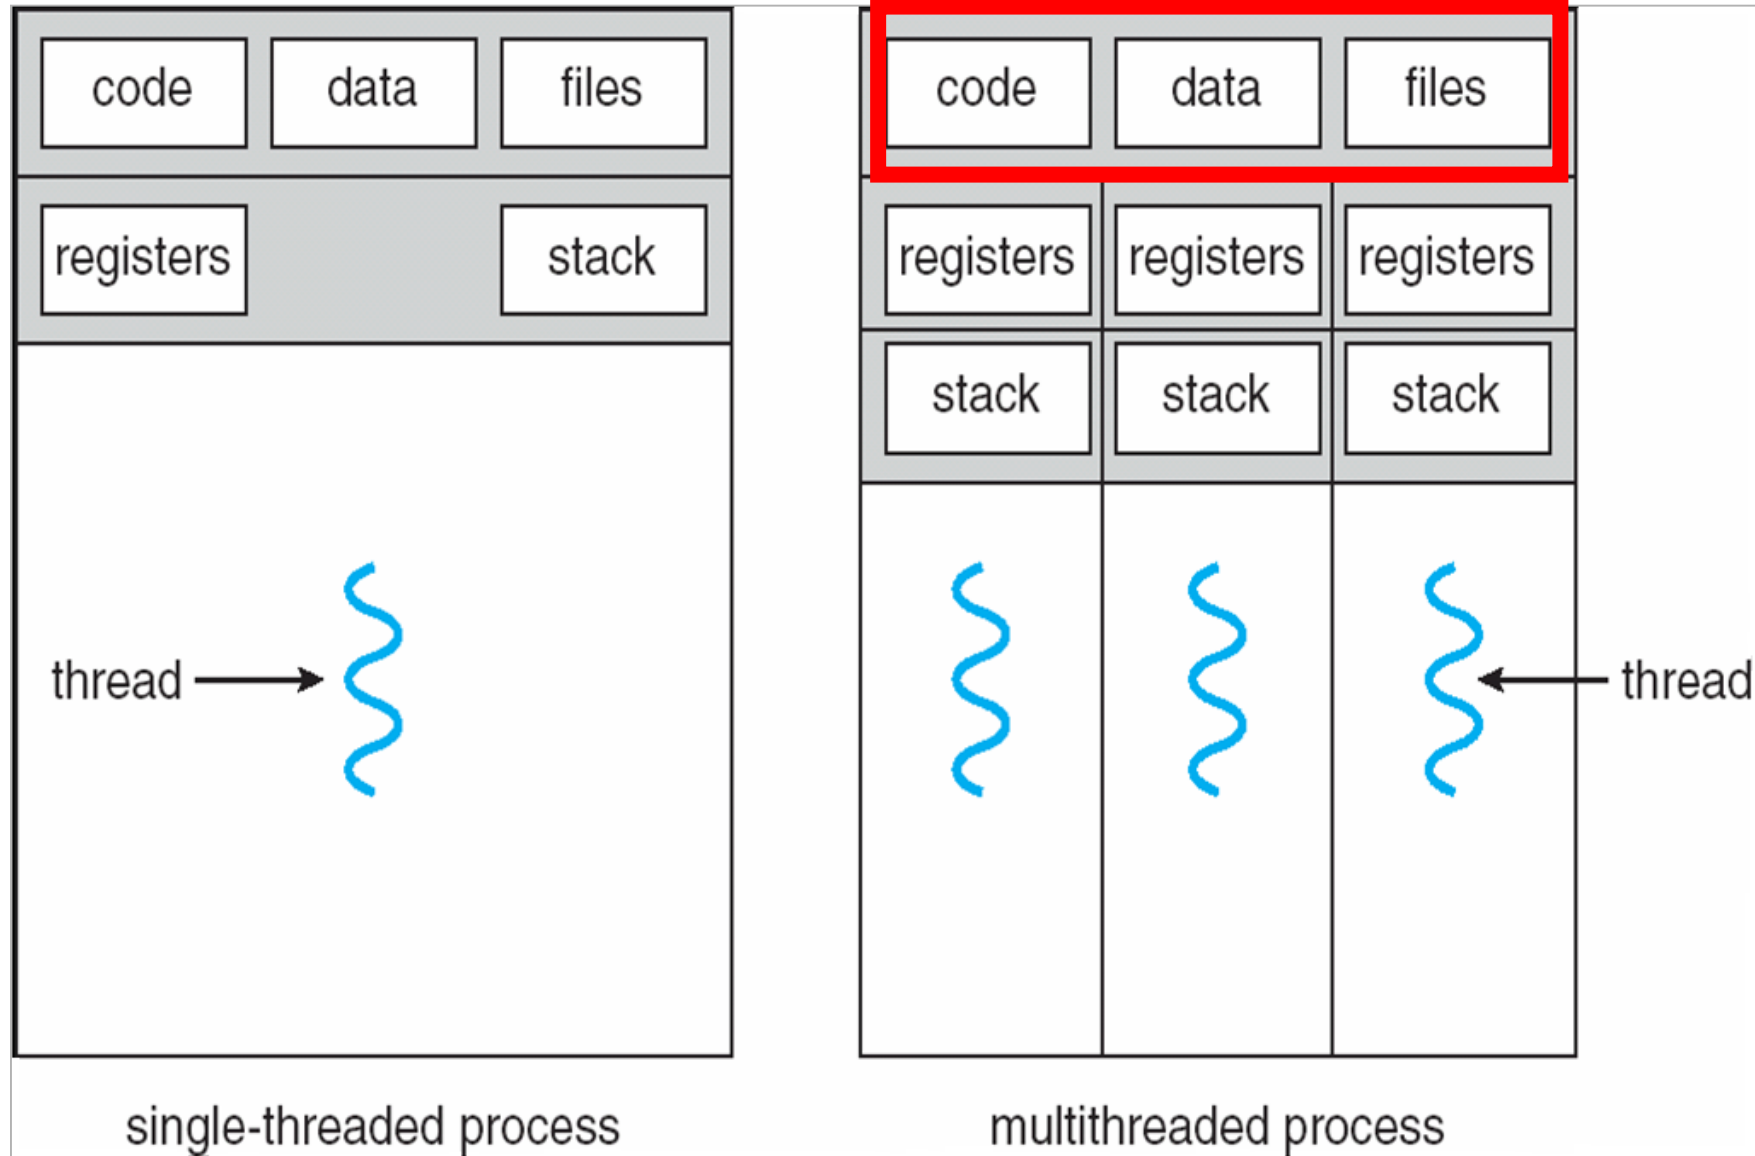 code data files code data files
registers stack registers registers registers
stack stack stack
thread thread
single-threaded process multithreaded process